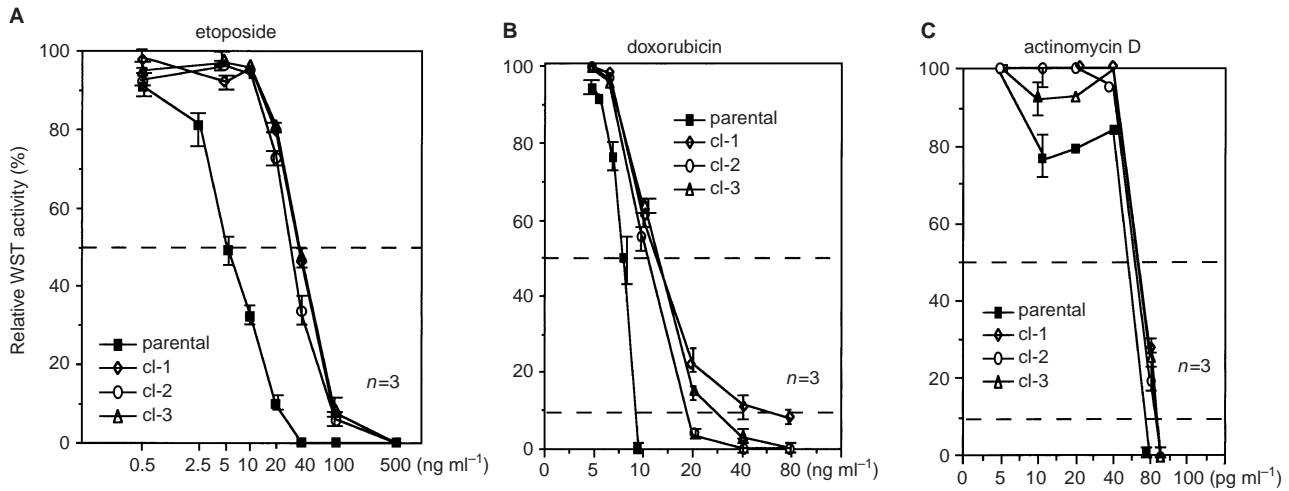 A
etoposide
Relative WST activity (%)
100
80
60
40
20
0
parental
cl-1
cl-2
cl-3
n=3
0.5 2.5 5 10 20 40 100 500 (ng ml⁻¹)
B
doxorubicin
100
80
60
40
20
0
parental
cl-1
cl-2
cl-3
n=3
0 5 10 20 40 80 (ng ml⁻¹)
C
actinomycin D
100
80
60
40
20
0
parental
cl-1
cl-2
cl-3
n=3
0 5 10 20 40 80 100 (pg ml⁻¹)